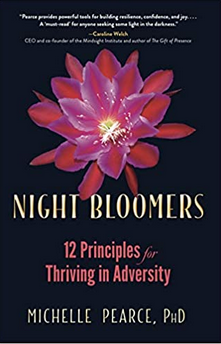 "Pearce provides powerful tools for building resilience, confidence, and joy. . . .
A 'must-read' for anyone seeking some light in the darkness."
—Caroline Welch
CEO and co-founder of the Mindsight Institute and author of The Gift of Presence
NIGHT BLOOMERS
12 Principles for
Thriving in Adversity
MICHELLE PEARCE, PHD